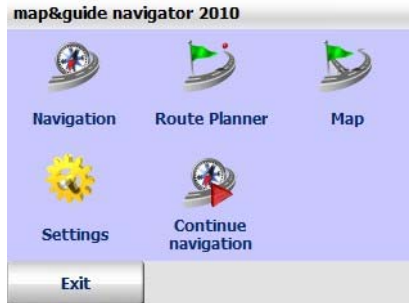 map&guide navigator 2010
Navigation
Route Planner
Map
Settings
Continue
navigation
Exit